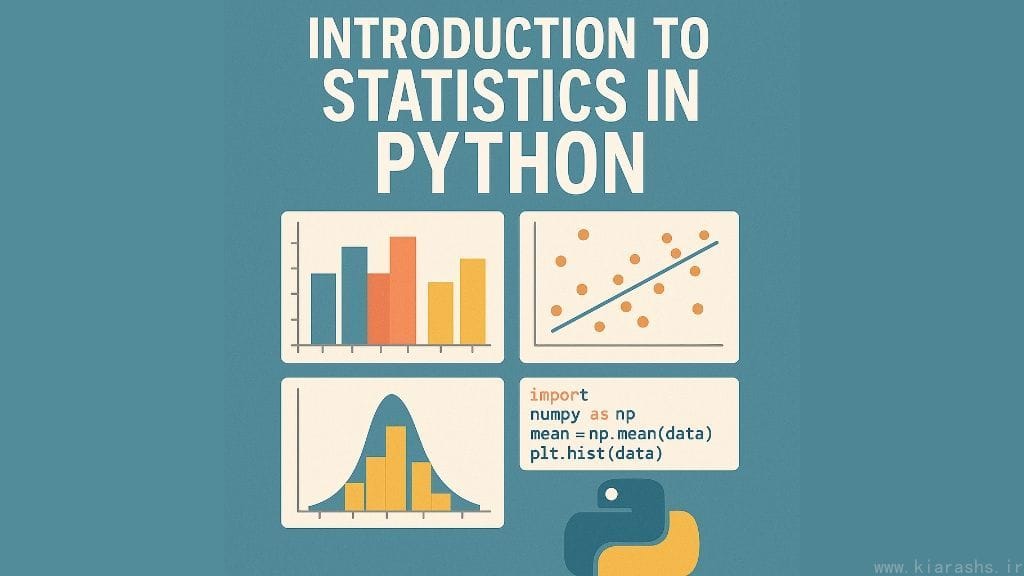 INTRODUCTION TO
STATISTICS IN
PYTHON
import
numpy as np
mean = np.mean(data)
plt.hist(data)
www.kiarashs.ir